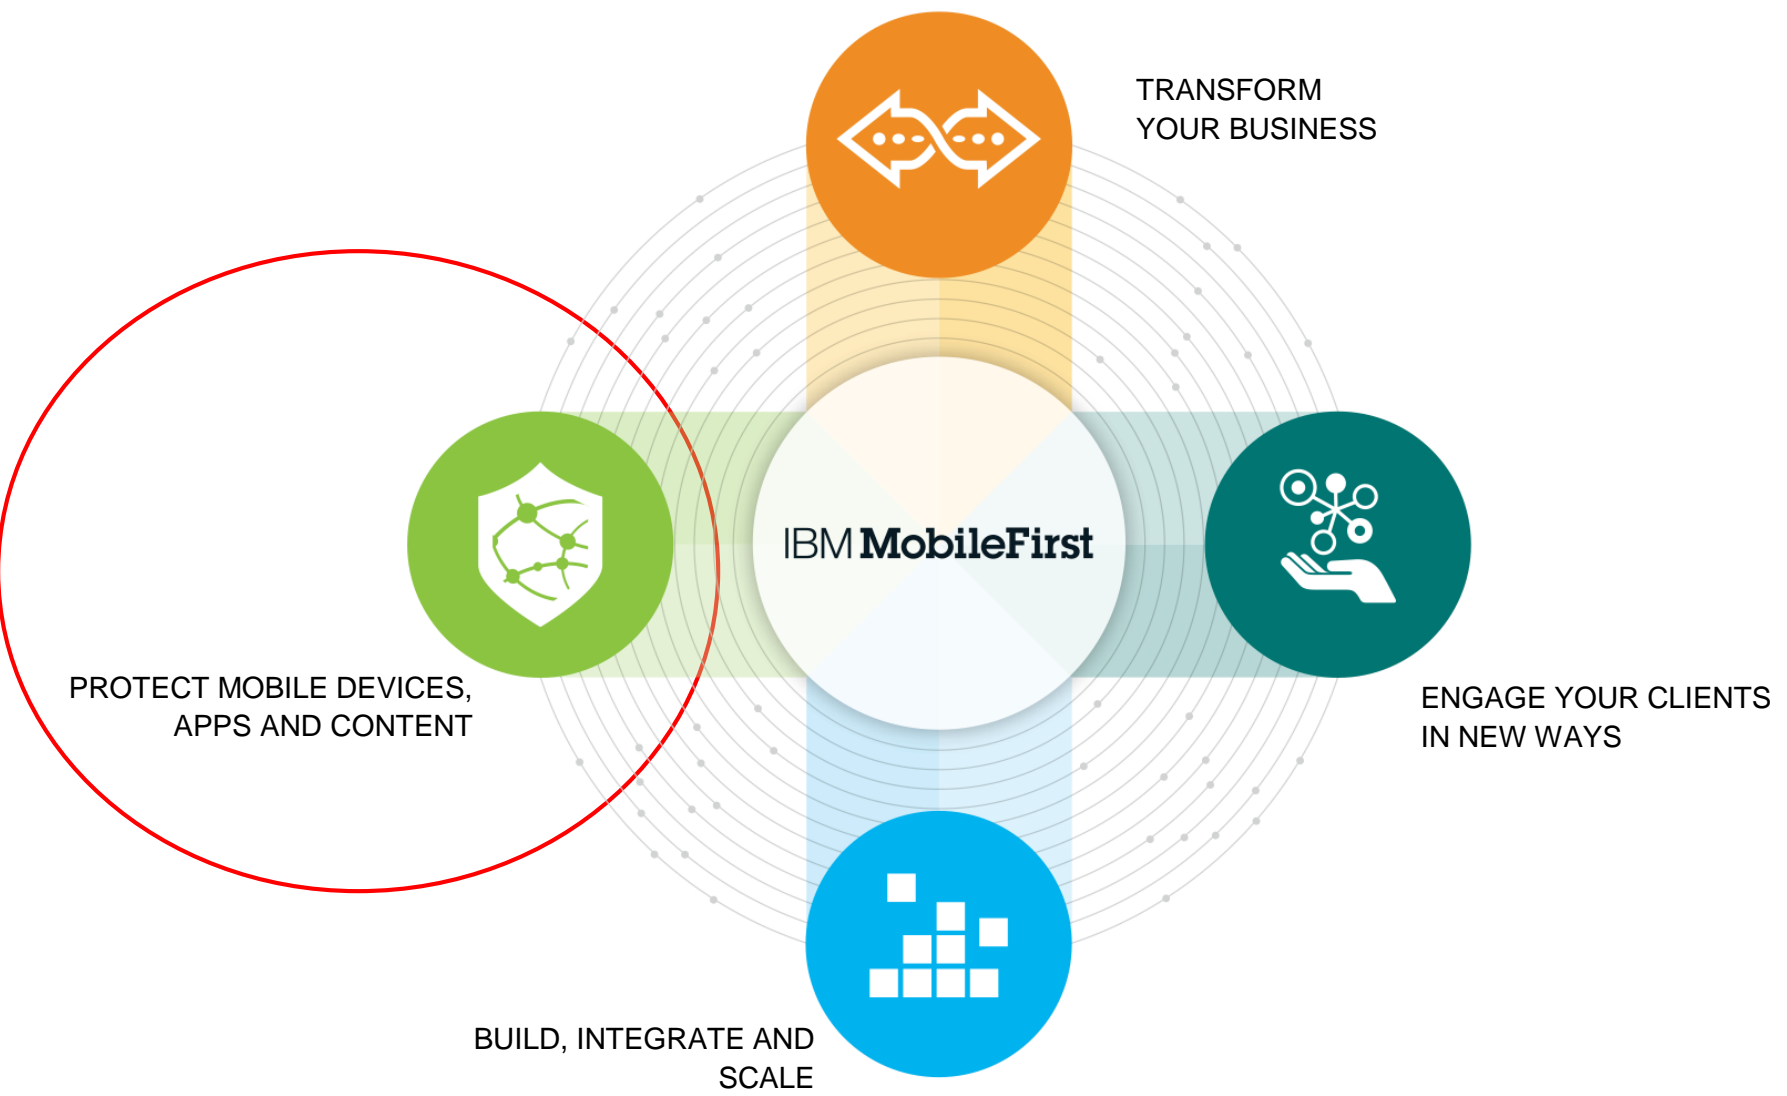 TRANSFORM
YOUR BUSINESS
IBM MobileFirst
PROTECT MOBILE DEVICES,
APPS AND CONTENT
ENGAGE YOUR CLIENTS
IN NEW WAYS
BUILD, INTEGRATE AND
SCALE